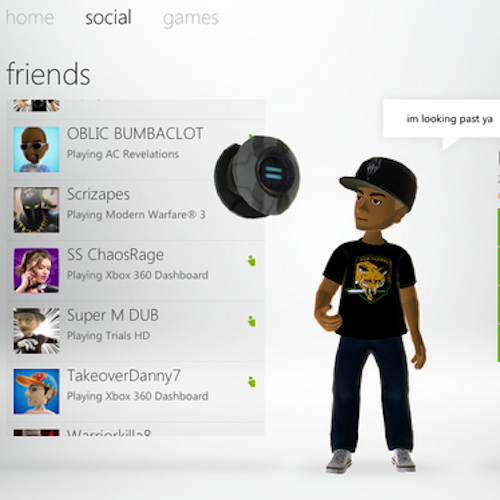 home social games
friends
im looking past ya
OBLIC BUMBACLOT
Playing AC Revelations
Scrizapes
Playing Modern Warfare® 3
SS ChaosRage
Playing Xbox 360 Dashboard
Super M DUB
Playing Trials HD
TakeoverDanny7
Playing Xbox 360 Dashboard
Warriorkilla8